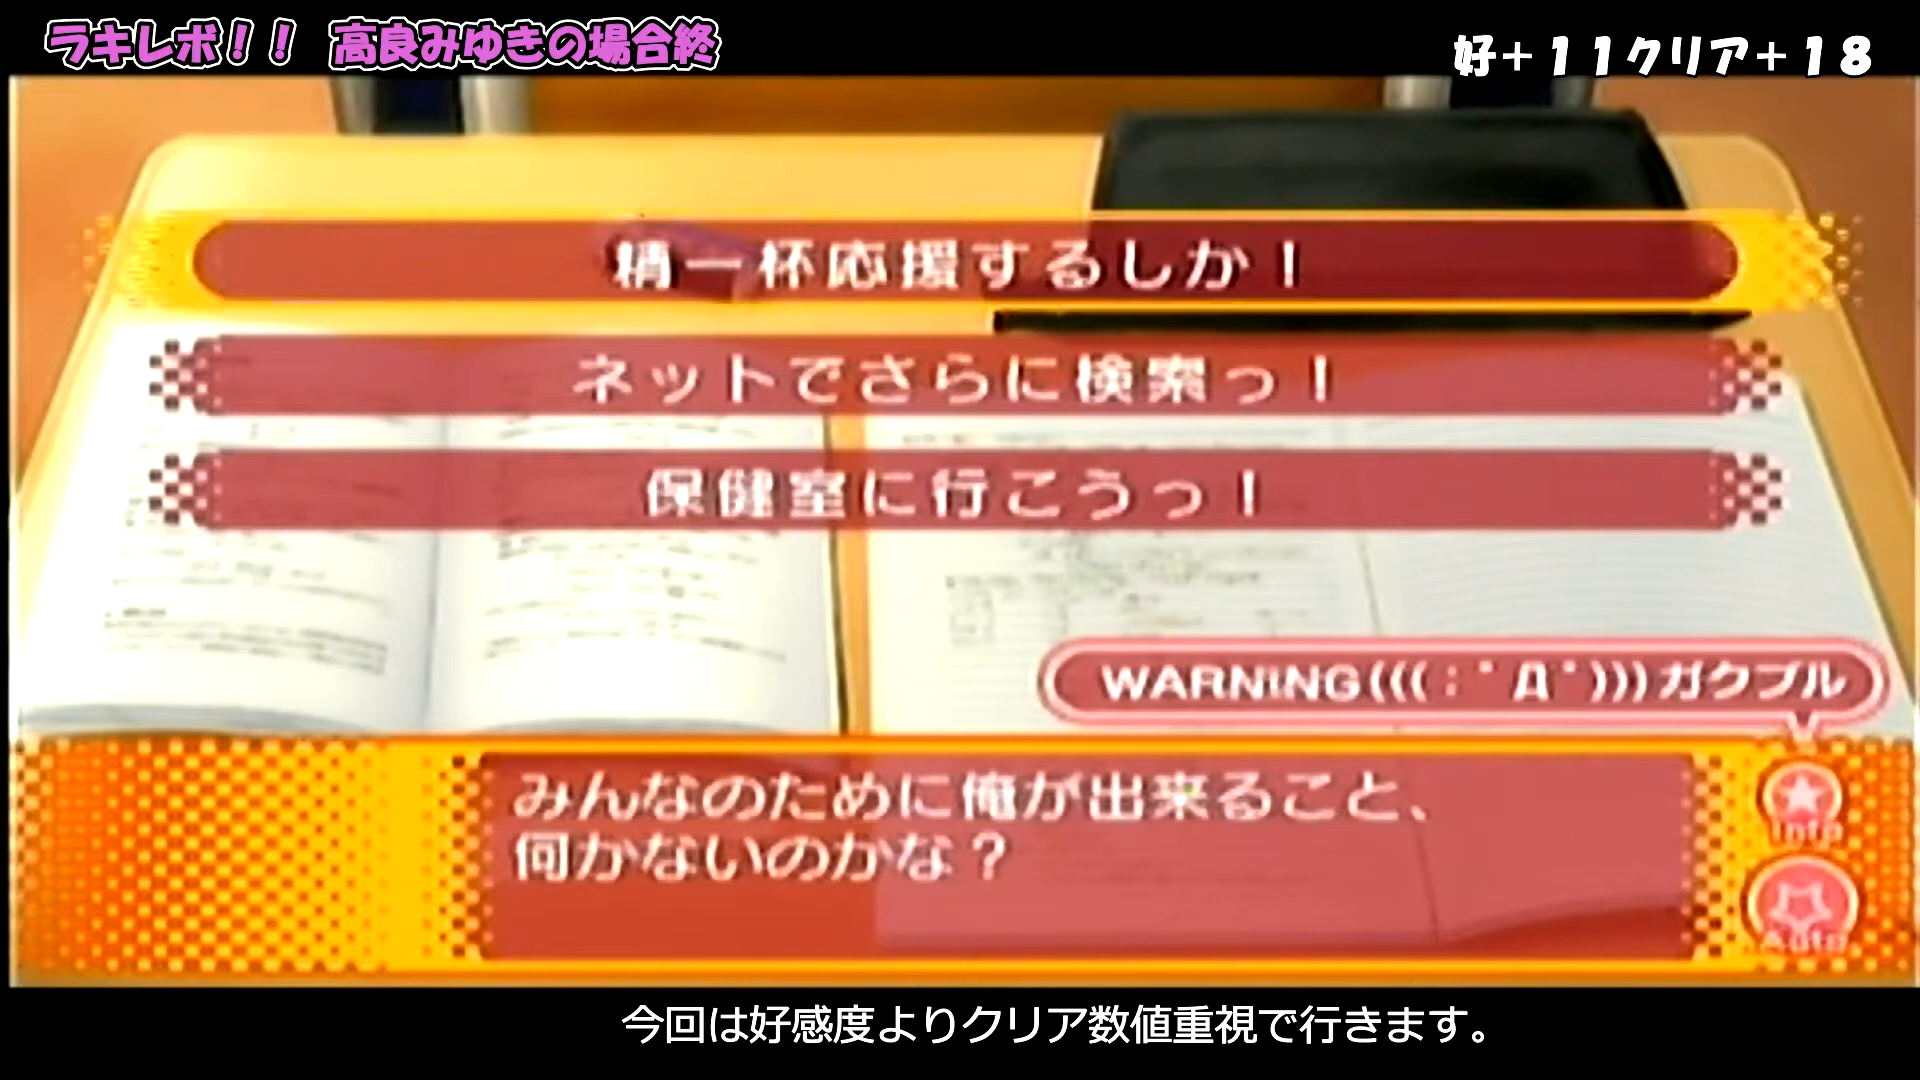 ラキレボ！！ 高良みゆきの場合終
好＋１１クリア＋１８
精一杯応援するしか！
ネットでさらに検索っ！
保健室に行こうっ！
WARNING(((；ﾟДﾟ)))ガクブル
みんなのために俺が出来ること、
何かないのかな？
Info
Auto
今回は好感度よりクリア数値重視で行きます。